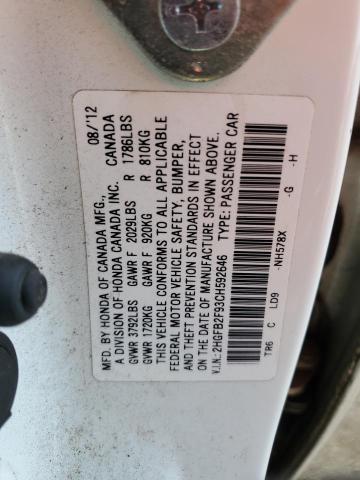 MFD. BY HONDA OF CANADA MFG., 08/'12
A DIVISION OF HONDA CANADA INC. CANADA
GVWR 3792LBS GAWR F 2029LBS R 1786LBS
GVWR 1720KG GAWR F 920KG R 810KG
THIS VEHICLE CONFORMS TO ALL APPLICABLE
FEDERAL MOTOR VEHICLE SAFETY, BUMPER,
AND THEFT PREVENTION STANDARDS IN EFFECT
ON THE DATE OF MANUFACTURE SHOWN ABOVE.
V.I.N.: 2HGFB2F93CH592646 TYPE: PASSENGER CAR
TR6 C LD9 -NH578X -G -H